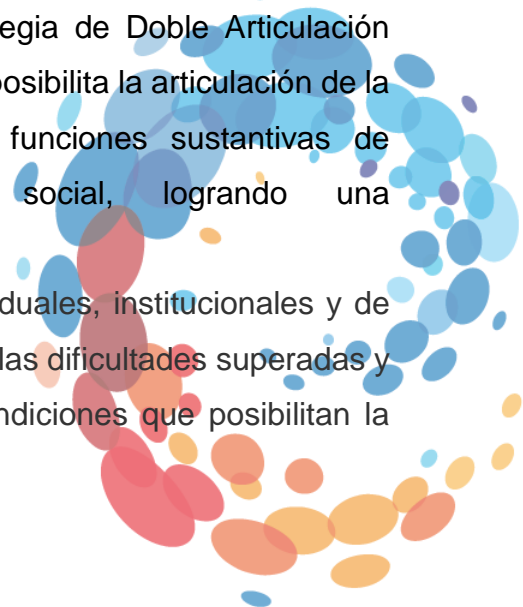 egia de Doble Articulación
posibilita la articulación de la
funciones sustantivas de
social, logrando una
duales, institucionales y de
las dificultades superadas y
ndiciones que posibilitan la